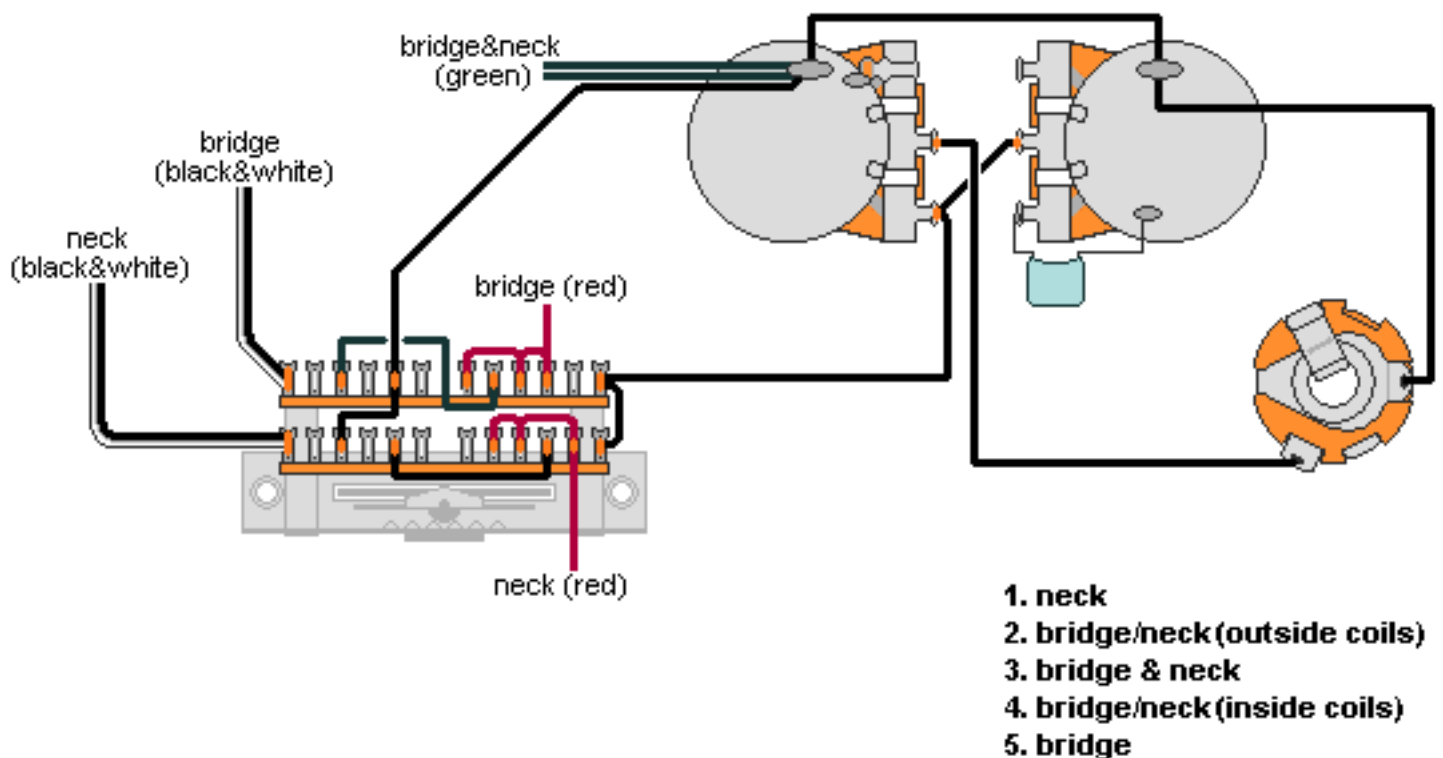 bridge&neck
(green)
bridge
(black&white)
neck
(black&white)
bridge (red)
neck (red)
1. neck
2. bridge/neck(outside coils)
3. bridge & neck
4. bridge/neck(inside coils)
5. bridge